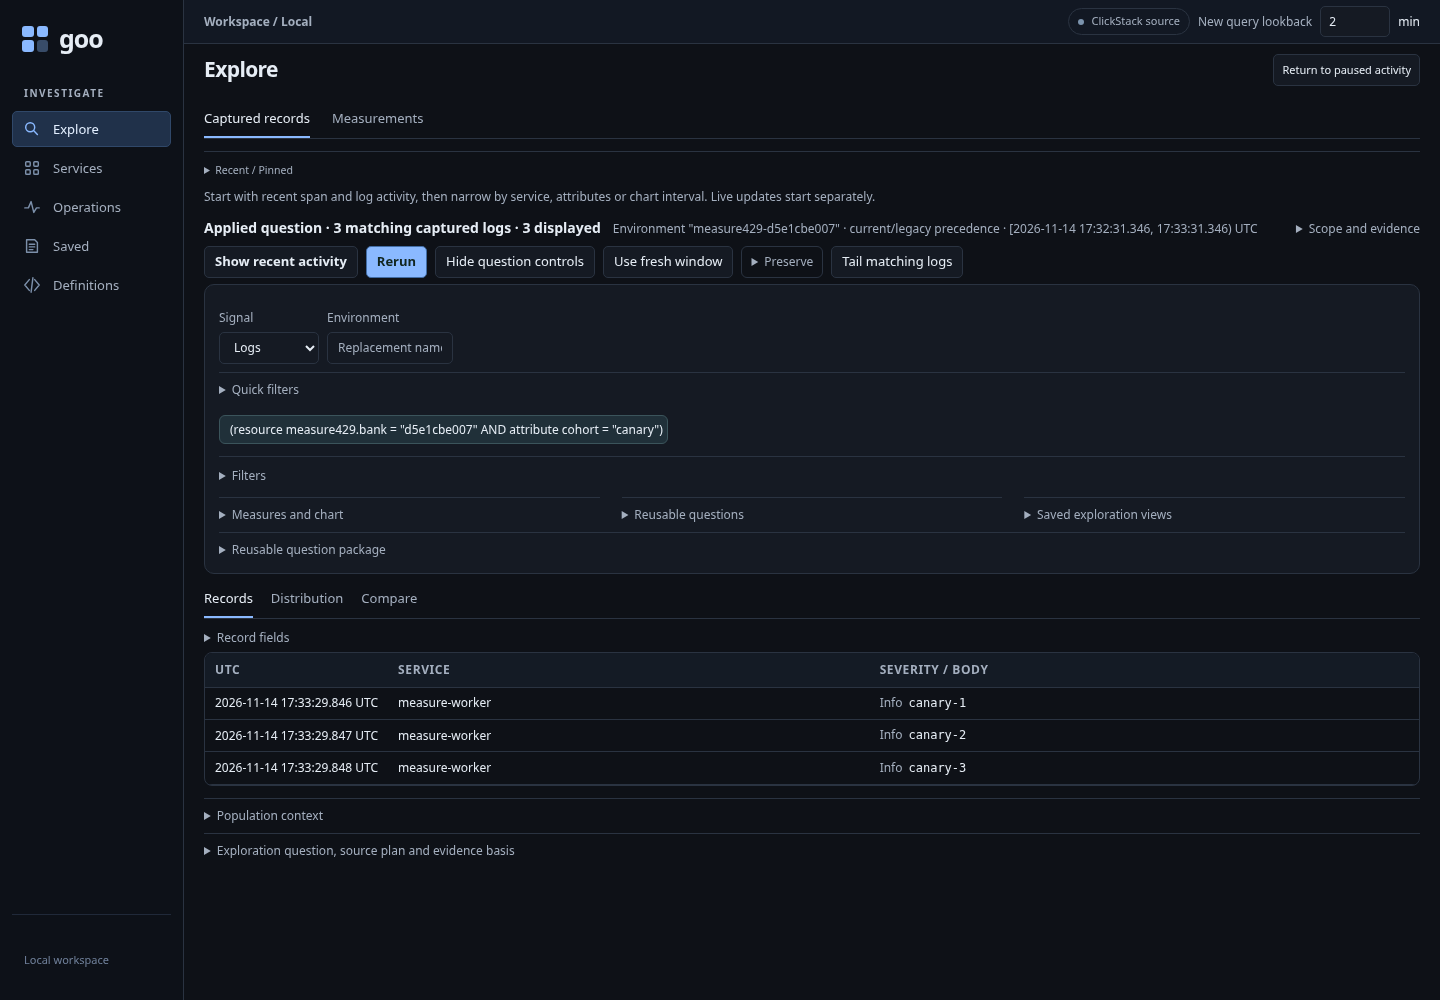 goo
Workspace / Local
ClickStack source
New query lookback
2
min
INVESTIGATE
Explore
Services
Operations
Saved
Definitions
Local workspace
Explore
Return to paused activity
Captured records
Measurements
Recent / Pinned
Start with recent span and log activity, then narrow by service, attributes or chart interval. Live updates start separately.
Applied question · 3 matching captured logs · 3 displayed
Environment "measure429-d5e1cbe007" · current/legacy precedence · [2026-11-14 17:32:31.346, 17:33:31.346) UTC
Scope and evidence
Show recent activity
Rerun
Hide question controls
Use fresh window
Preserve
Tail matching logs
Signal
Environment
Logs
Replacement name
Quick filters
(resource measure429.bank = "d5e1cbe007" AND attribute cohort = "canary")
Filters
Measures and chart
Reusable questions
Saved exploration views
Reusable question package
Records
Distribution
Compare
Record fields
UTC SERVICE SEVERITY / BODY
2026-11-14 17:33:29.846 UTC measure-worker Info canary-1
2026-11-14 17:33:29.847 UTC measure-worker Info canary-2
2026-11-14 17:33:29.848 UTC measure-worker Info canary-3
Population context
Exploration question, source plan and evidence basis